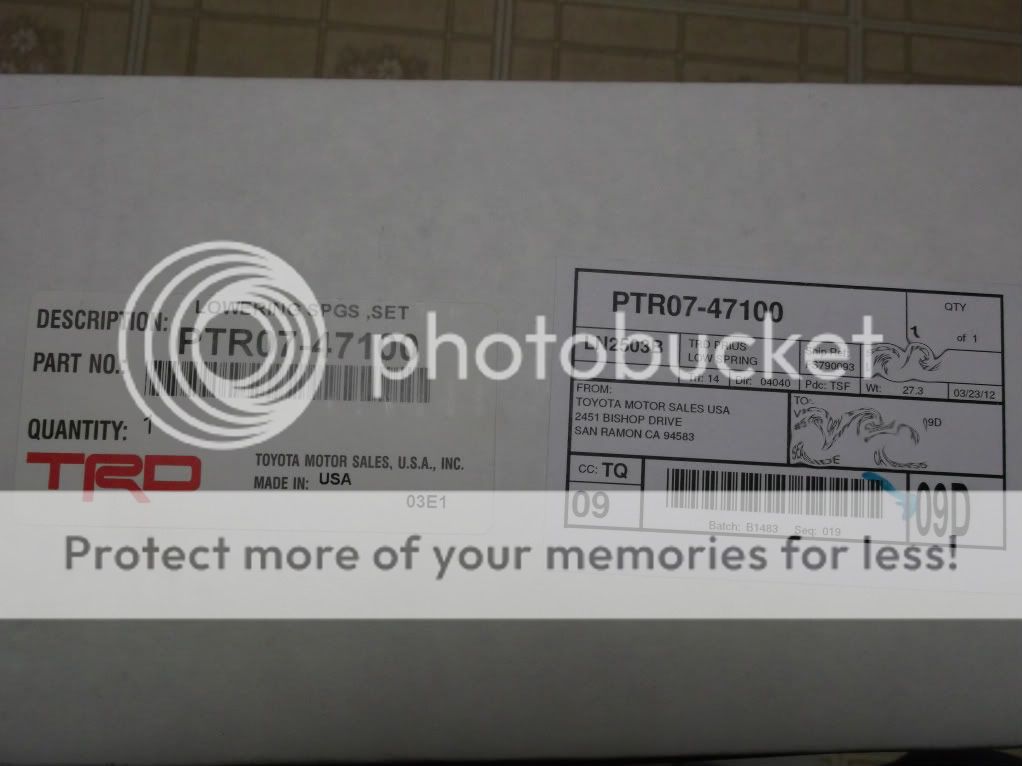 DESCRIPTION: LOWERING SPGS ,SET
PART NO.: PTR07-47100
QUANTITY: 1
TRD
TOYOTA MOTOR SALES, U.S.A., INC.
MADE IN: USA
03E1
PTR07-47100
QTY
1 of 1
LN2503B
TRD PRIUS
LOW SPRING
14
04040
Pdc: TSF
Wt: 27.3
03/23/12
FROM:
TOYOTA MOTOR SALES USA
2451 BISHOP DRIVE
SAN RAMON CA 94583
TO:
09D
CC: TQ
09
Batch: B1483 Seq: 019
09D
photobucket
Protect more of your memories for less!